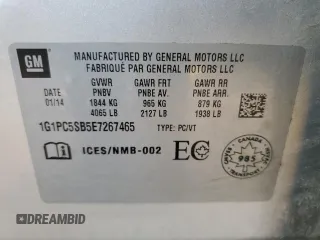 GM
MANUFACTURED BY GENERAL MOTORS LLC
FABRIQUÉ PAR GENERAL MOTORS LLC
GVWR GAWR FRT GAWR RR
DATE PNBV PNBE AV. PNBE ARR.
01/14 1844 KG 965 KG 879 KG
4065 LB 2127 LB 1938 LB
1G1PC5SB5E7267465 TYPE: PC/VT
i ICES/NMB-002 EC
CANADA
985
DREAMBID